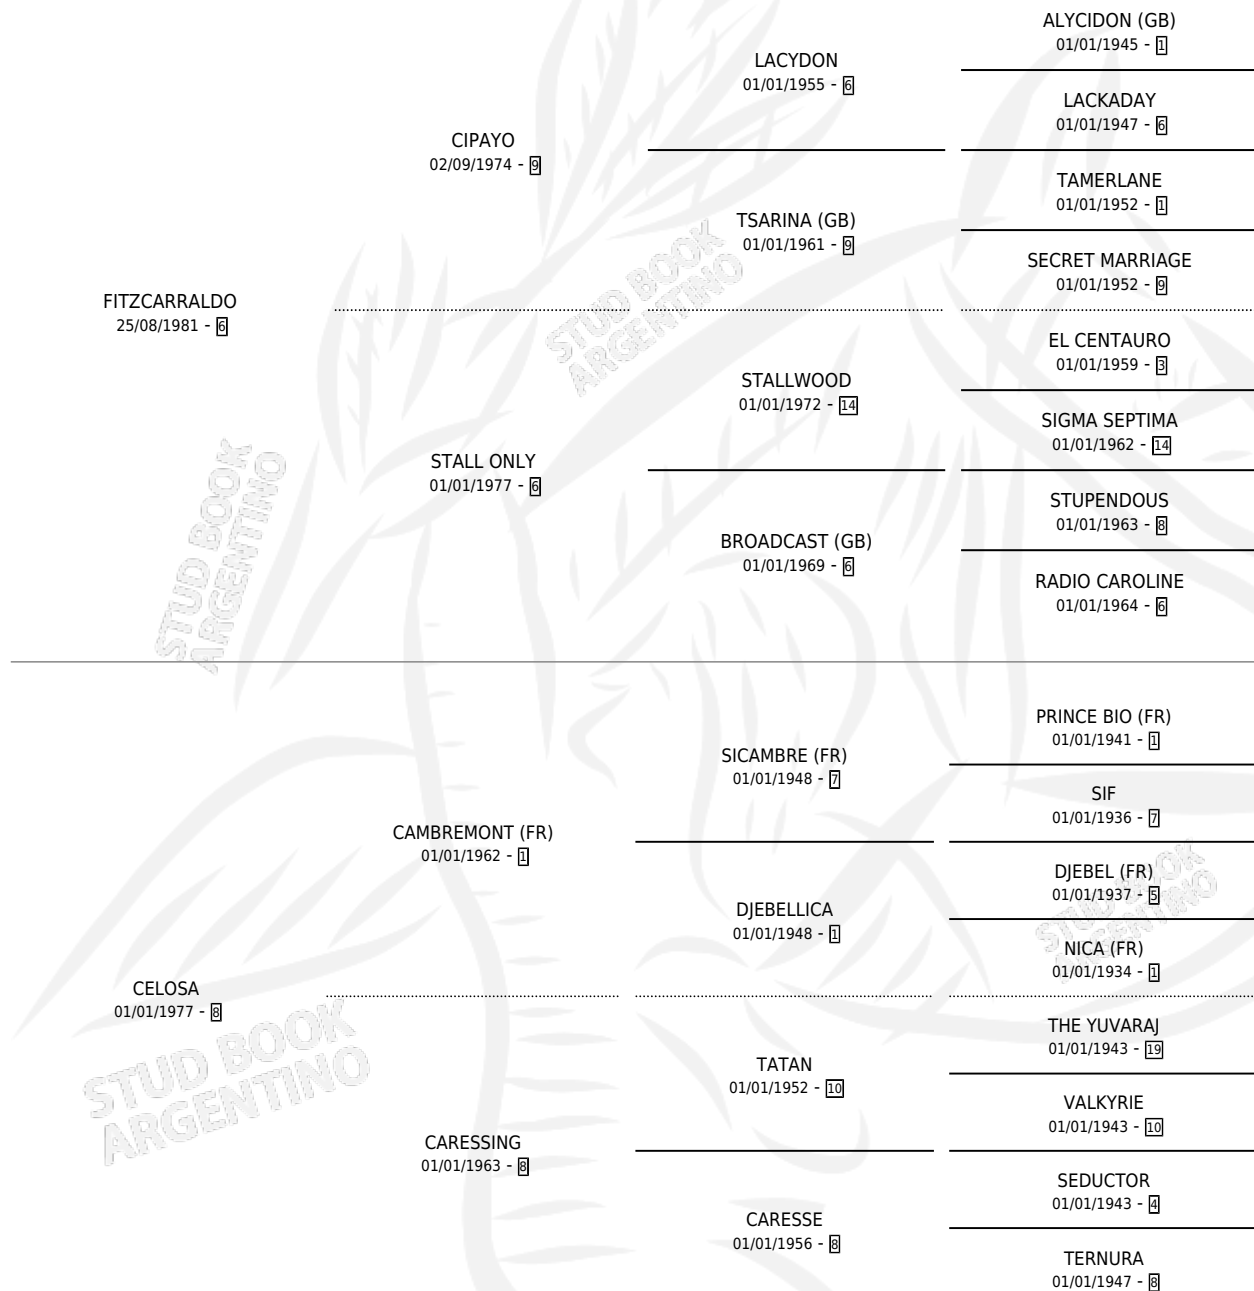 ALYCIDON (GB)
01/01/1945 - 1
LACYDON
01/01/1955 - 6
LACKADAY
01/01/1947 - 6
CIPAYO
02/09/1974 - 9
TAMERLANE
01/01/1952 - 1
TSARINA (GB)
01/01/1961 - 9
SECRET MARRIAGE
01/01/1952 - 9
FITZCARRALDO
25/08/1981 - 6
EL CENTAURO
01/01/1959 - 3
STALLWOOD
01/01/1972 - 14
SIGMA SEPTIMA
01/01/1962 - 14
STALL ONLY
01/01/1977 - 6
STUPENDOUS
01/01/1963 - 8
BROADCAST (GB)
01/01/1969 - 6
RADIO CAROLINE
01/01/1964 - 6
STUD BOOK
ARGENTINO
STUD BOOK
ARGENTINO
PRINCE BIO (FR)
01/01/1941 - 1
SICAMBRE (FR)
01/01/1948 - 7
SIF
01/01/1936 - 7
CAMBREMONT (FR)
01/01/1962 - 1
DJEBEL (FR)
01/01/1937 - 5
DJEBELLICA
01/01/1948 - 1
NICA (FR)
01/01/1934 - 1
STUD BOOK
ARGENTINO
CELOSA
01/01/1977 - 8
THE YUVARAJ
01/01/1943 - 19
TATAN
01/01/1952 - 10
VALKYRIE
01/01/1943 - 10
STUD BOOK
ARGENTINO
CARESSING
01/01/1963 - 8
SEDUCTOR
01/01/1943 - 4
CARESSE
01/01/1956 - 8
TERNURA
01/01/1947 - 8